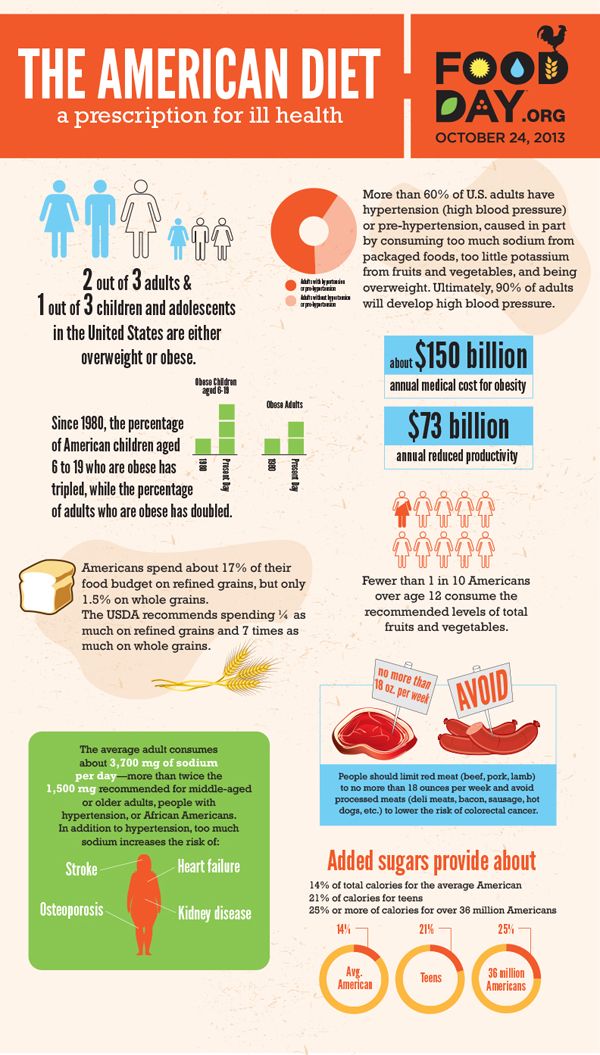 THE AMERICAN DIET
a prescription for ill health
FOOD
DAY.ORG
OCTOBER 24, 2013
2 out of 3 adults &
1 out of 3 children and adolescents
in the United States are either
overweight or obese.
Adults with hypertension
or pre-hypertension
Adults without hypertension
or pre-hypertension
More than 60% of U.S. adults have
hypertension (high blood pressure)
or pre-hypertension, caused in part
by consuming too much sodium from
packaged foods, too little potassium
from fruits and vegetables, and being
overweight. Ultimately, 90% of adults
will develop high blood pressure.
about $150 billion
annual medical cost for obesity
$73 billion
annual reduced productivity
Since 1980, the percentage
of American children aged
6 to 19 who are obese has
tripled, while the percentage
of adults who are obese has doubled.
Obese Children
aged 6-19
1980
Present Day
Obese Adults
1980
Present Day
Fewer than 1 in 10 Americans
over age 12 consume the
recommended levels of total
fruits and vegetables.
Americans spend about 17% of their
food budget on refined grains, but only
1.5% on whole grains.
The USDA recommends spending ¼ as
much on refined grains and 7 times as
much on whole grains.
no more than
18 oz. per week
AVOID
People should limit red meat (beef, pork, lamb)
to no more than 18 ounces per week and avoid
processed meats (deli meats, bacon, sausage, hot
dogs, etc.) to lower the risk of colorectal cancer.
The average adult consumes
about 3,700 mg of sodium
per day—more than twice the
1,500 mg recommended for middle-aged
or older adults, people with
hypertension, or African Americans.
In addition to hypertension, too much
sodium increases the risk of:
Stroke
Heart failure
Osteoporosis
Kidney disease
Added sugars provide about
14% of total calories for the average American
21% of calories for teens
25% or more of calories for over 36 million Americans
14%
21%
25%
Avg.
American
Teens
36 million
Americans